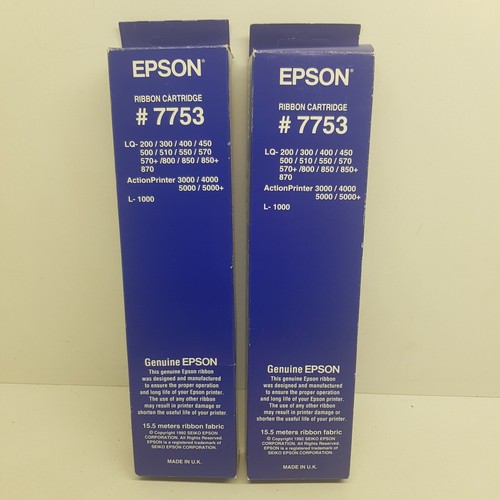 EPSON®
RIBBON CARTRIDGE
# 7753
LQ- 200 / 300 / 400 / 450
500 / 510 / 550 / 570
570+ /800 / 850 / 850+
870
ActionPrinter 3000 / 4000
5000 / 5000+
L- 1000
Genuine EPSON
This genuine Epson ribbon
was designed and manufactured
to ensure the proper operation
and long life of your Epson printer.
The use of any other ribbon
may result in printer damage or
shorten the useful life of your printer.
15.5 meters ribbon fabric
© Copyright 1992 SEIKO EPSON
CORPORATION. All Rights Reserved.
EPSON is a registered trademark of
SEIKO EPSON CORPORATION.
MADE IN U.K.
EPSON®
RIBBON CARTRIDGE
# 7753
LQ- 200 / 300 / 400 / 450
500 / 510 / 550 / 570
570+ /800 / 850 / 850+
870
ActionPrinter 3000 / 4000
5000 / 5000+
L- 1000
Genuine EPSON
This genuine Epson ribbon
was designed and manufactured
to ensure the proper operation
and long life of your Epson printer.
The use of any other ribbon
may result in printer damage or
shorten the useful life of your printer.
15.5 meters ribbon fabric
© Copyright 1992 SEIKO EPSON
CORPORATION. All Rights Reserved.
EPSON is a registered trademark of
SEIKO EPSON CORPORATION.
MADE IN U.K.